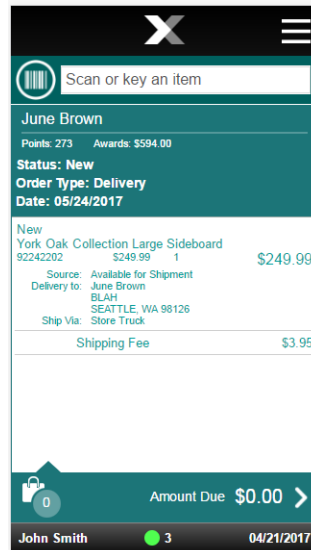 Scan or key an item
June Brown
Points: 273 Awards: $594.00
Status: New
Order Type: Delivery
Date: 05/24/2017
New
York Oak Collection Large Sideboard
92242202 $249.99 1 $249.99
Source: Available for Shipment
Delivery to: June Brown
BLAH
SEATTLE, WA 98126
Ship Via: Store Truck
Shipping Fee $3.95
0 Amount Due $0.00
John Smith 3 04/21/2017